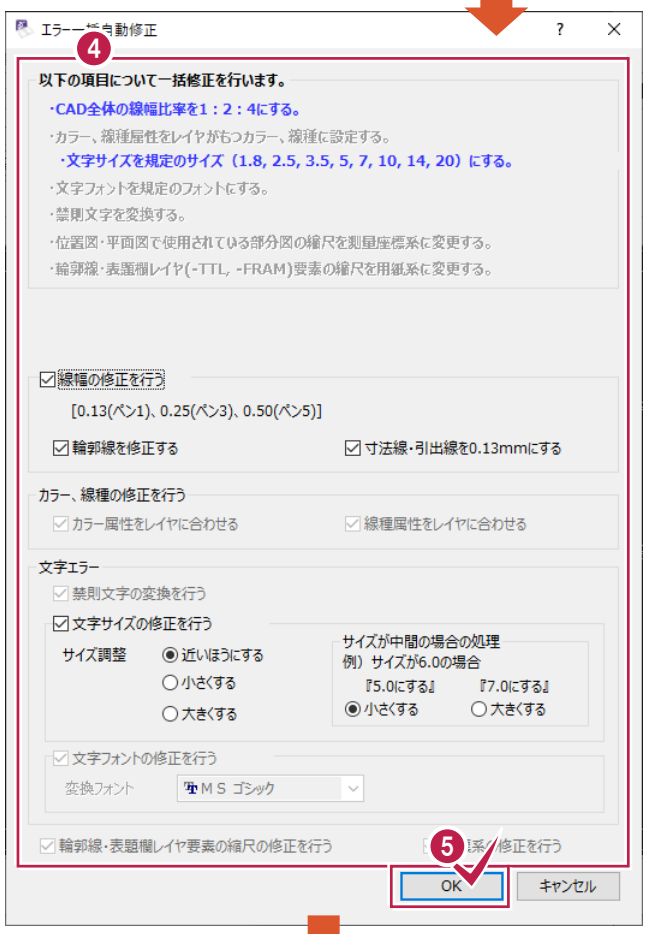 エラー一括自動修正
?
×
4
以下の項目について一括修正を行います。
・CAD全体の線幅比率を1：2：4にする。
・カラー、線種属性をレイヤがもつカラー、線種に設定する。
・文字サイズを規定のサイズ（1.8, 2.5, 3.5, 5, 7, 10, 14, 20）にする。
・文字フォントを規定のフォントにする。
・禁則文字を変換する。
・位置図・平面図で使用されている部分図の縮尺を測量座標系に変更する。
・輪郭線・表題欄レイヤ(-TTL, -FRAM)要素の縮尺を用紙系に変更する。
線幅の修正を行う
[0.13(ペン1)、0.25(ペン3)、0.50(ペン5)]
輪郭線を修正する
寸法線・引出線を0.13mmにする
カラー、線種の修正を行う
カラー属性をレイヤに合わせる
線種属性をレイヤに合わせる
文字エラー
禁則文字の変換を行う
文字サイズの修正を行う
サイズ調整
近いほうにする
小さくする
大きくする
サイズが中間の場合の処理
例）サイズが6.0の場合
『5.0にする』
『7.0にする』
小さくする
大きくする
文字フォントの修正を行う
変換フォント
ＭＳ ゴシック
輪郭線・表題欄レイヤ要素の縮尺の修正を行う
系の修正を行う
5
OK
キャンセル